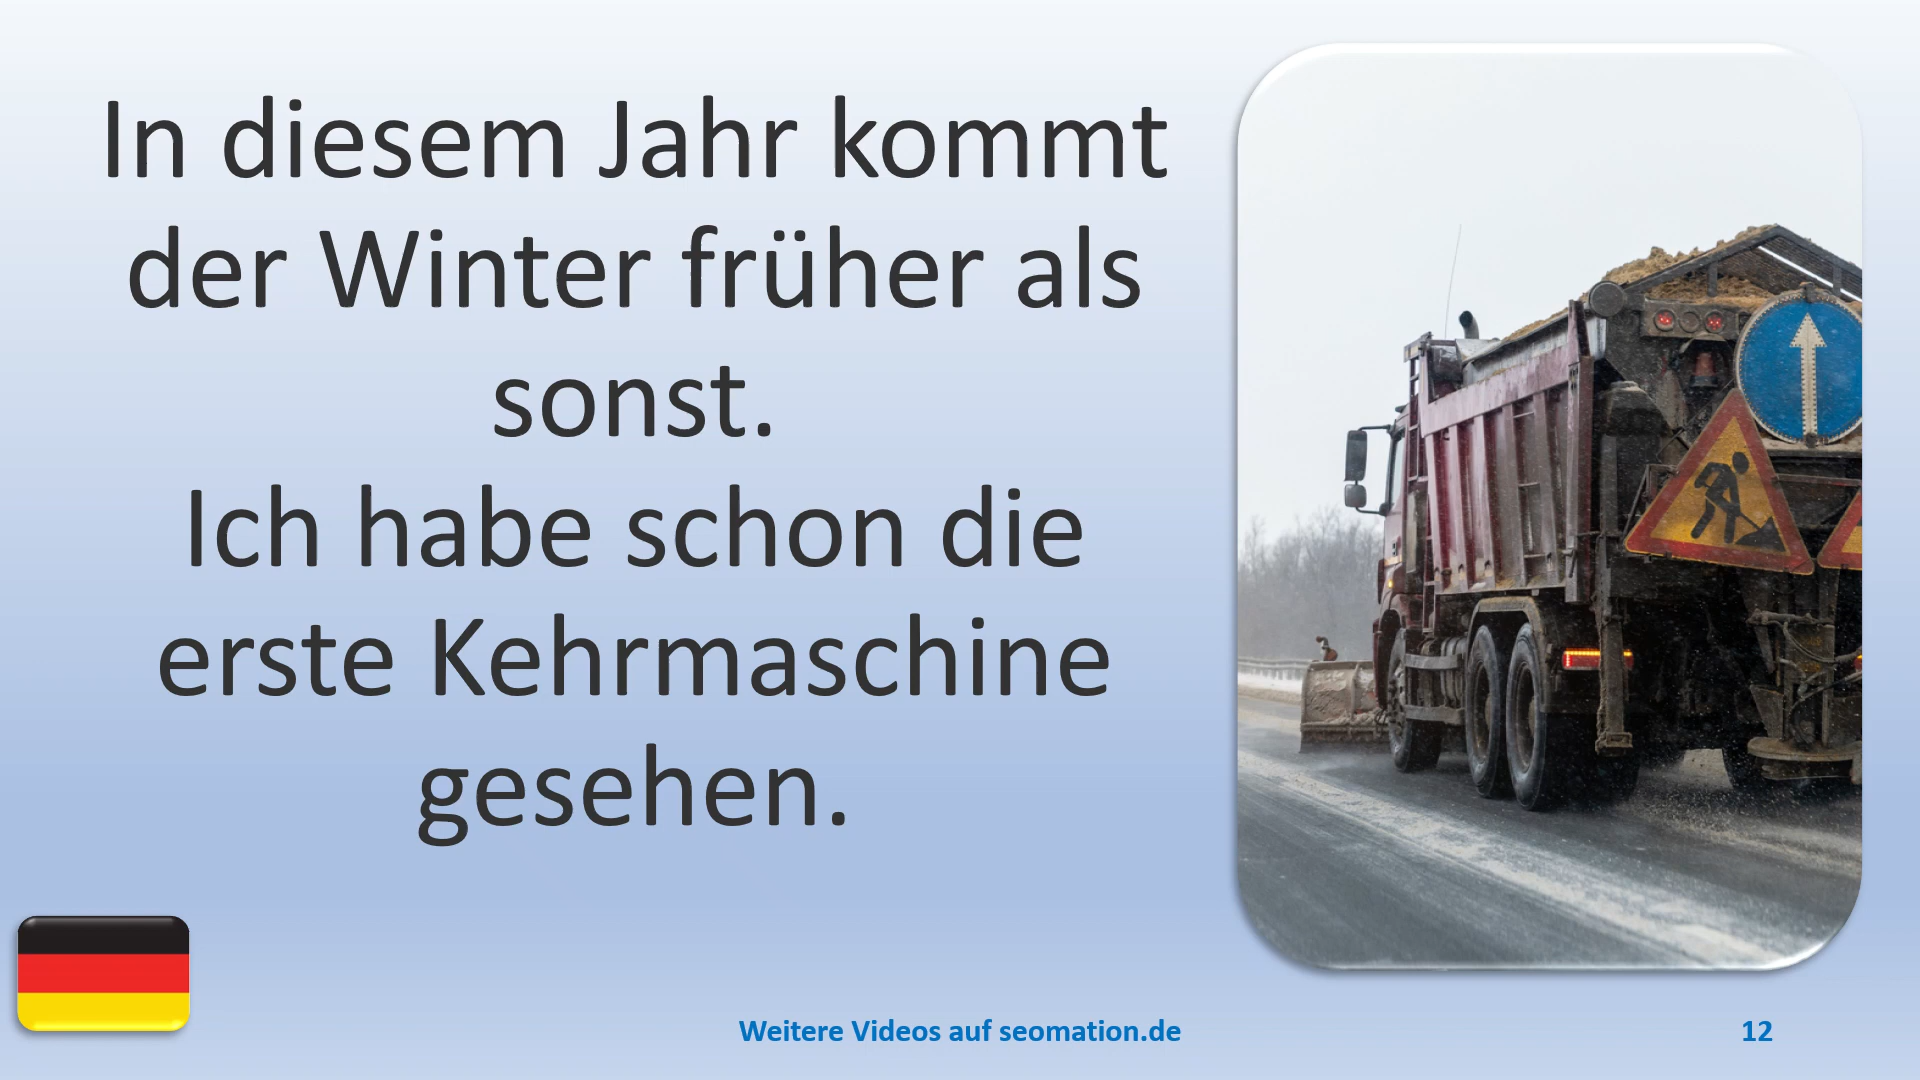 In diesem Jahr kommt
der Winter früher als
sonst.
Ich habe schon die
erste Kehrmaschine
gesehen.
Weitere Videos auf seomation.de
12